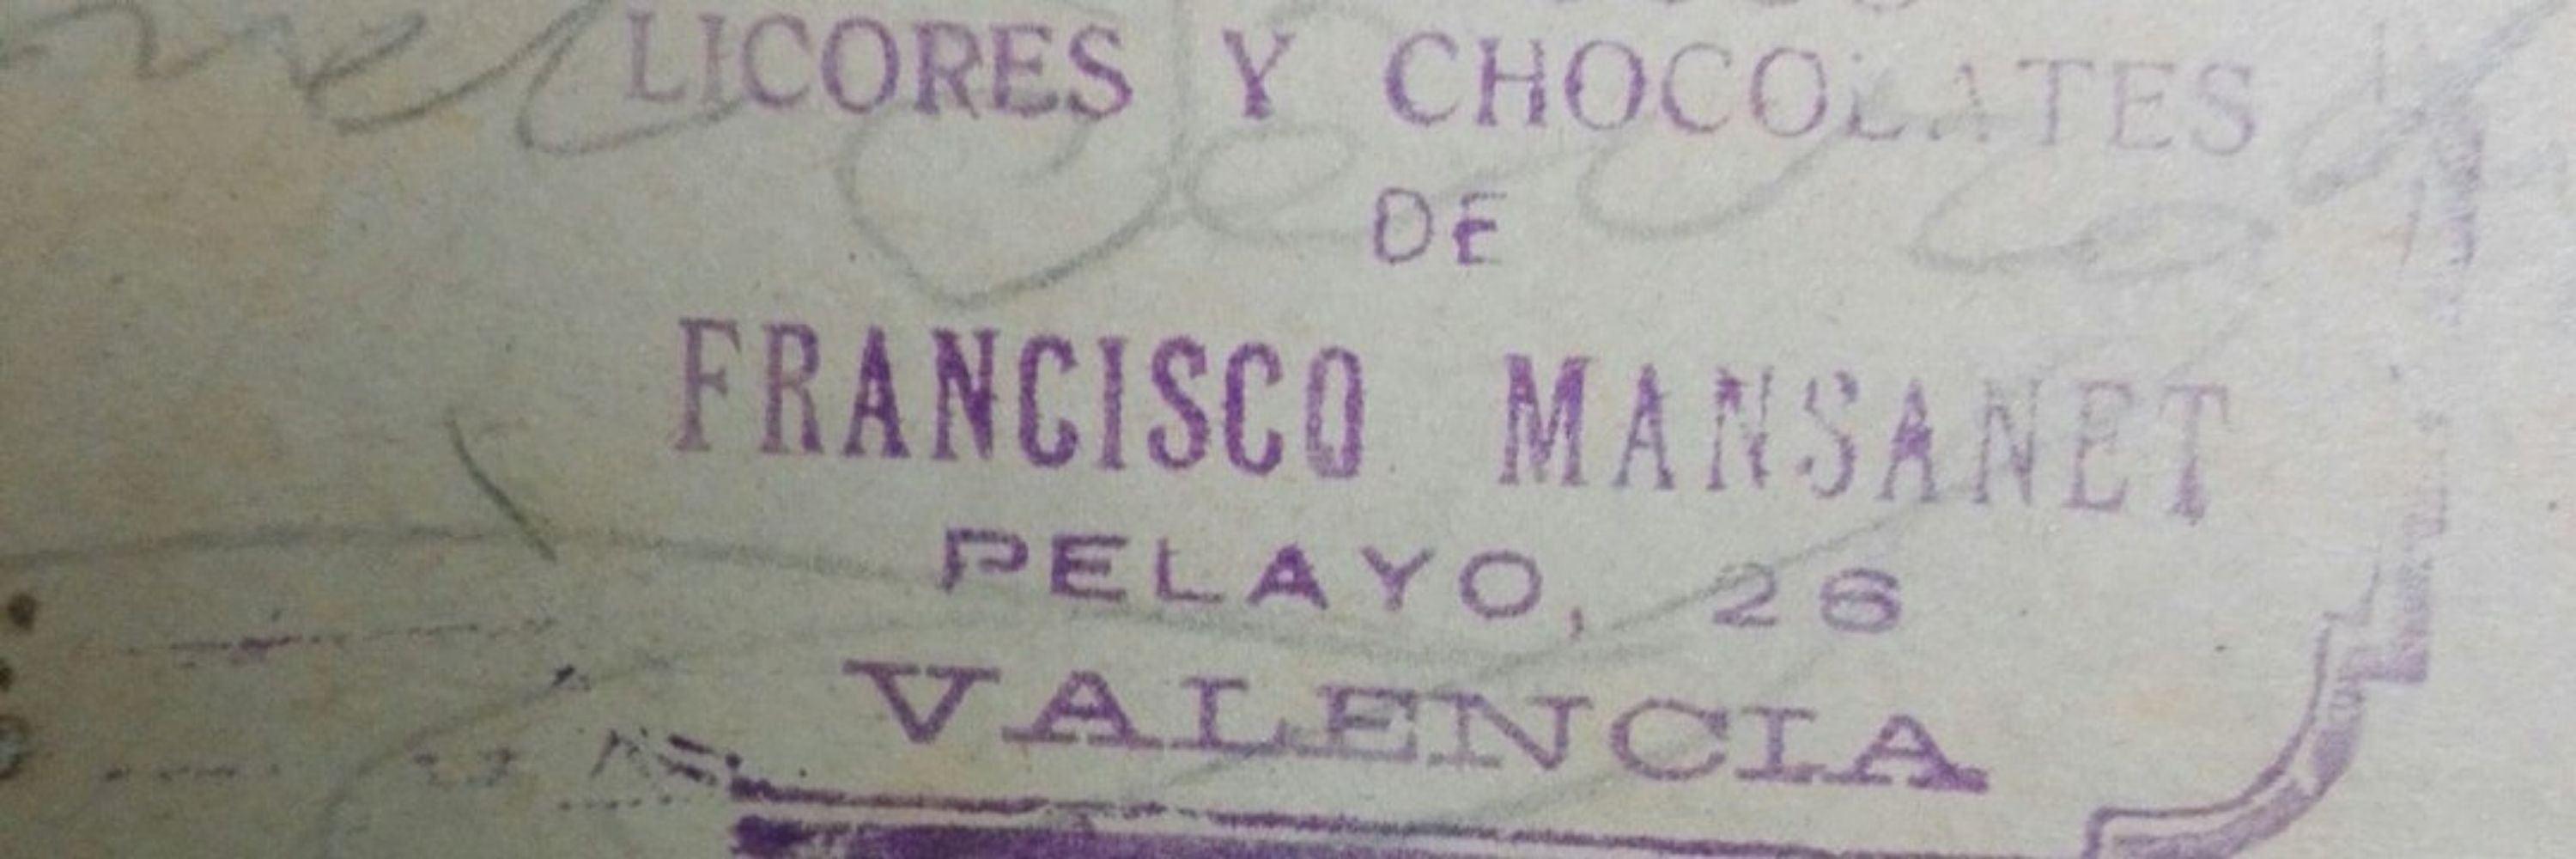 LICORES Y CHOCOLATES
DE
FRANCISCO MANSANET
PELAYO, 26
VALENCIA